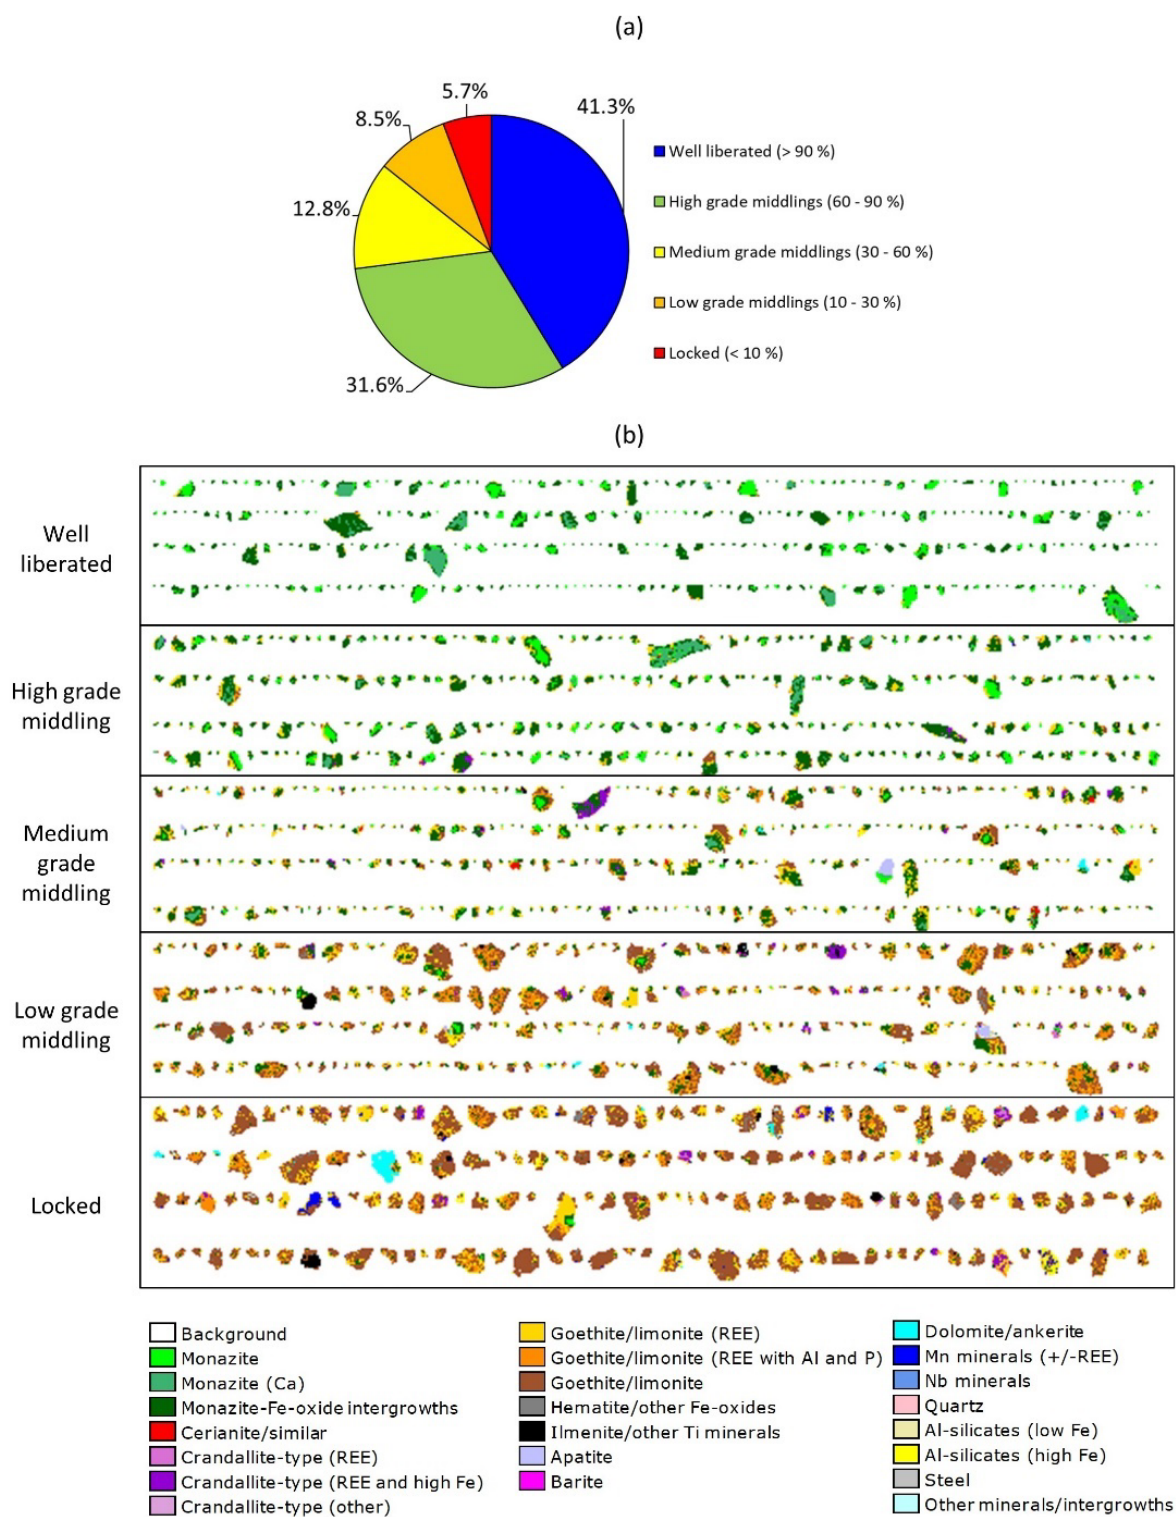 (a)
5.7%
41.3%
8.5%
12.8%
31.6%
Well liberated (> 90 %)
High grade middlings (60 - 90 %)
Medium grade middlings (30 - 60 %)
Low grade middlings (10 - 30 %)
Locked (< 10 %)
(b)
Well
liberated
High grade
middling
Medium
grade
middling
Low grade
middling
Locked
Background
Monazite
Monazite (Ca)
Monazite-Fe-oxide intergrowths
Cerianite/similar
Crandallite-type (REE)
Crandallite-type (REE and high Fe)
Crandallite-type (other)
Goethite/limonite (REE)
Goethite/limonite (REE with Al and P)
Goethite/limonite
Hematite/other Fe-oxides
Ilmenite/other Ti minerals
Apatite
Barite
Dolomite/ankerite
Mn minerals (+/-REE)
Nb minerals
Quartz
Al-silicates (low Fe)
Al-silicates (high Fe)
Steel
Other minerals/intergrowths